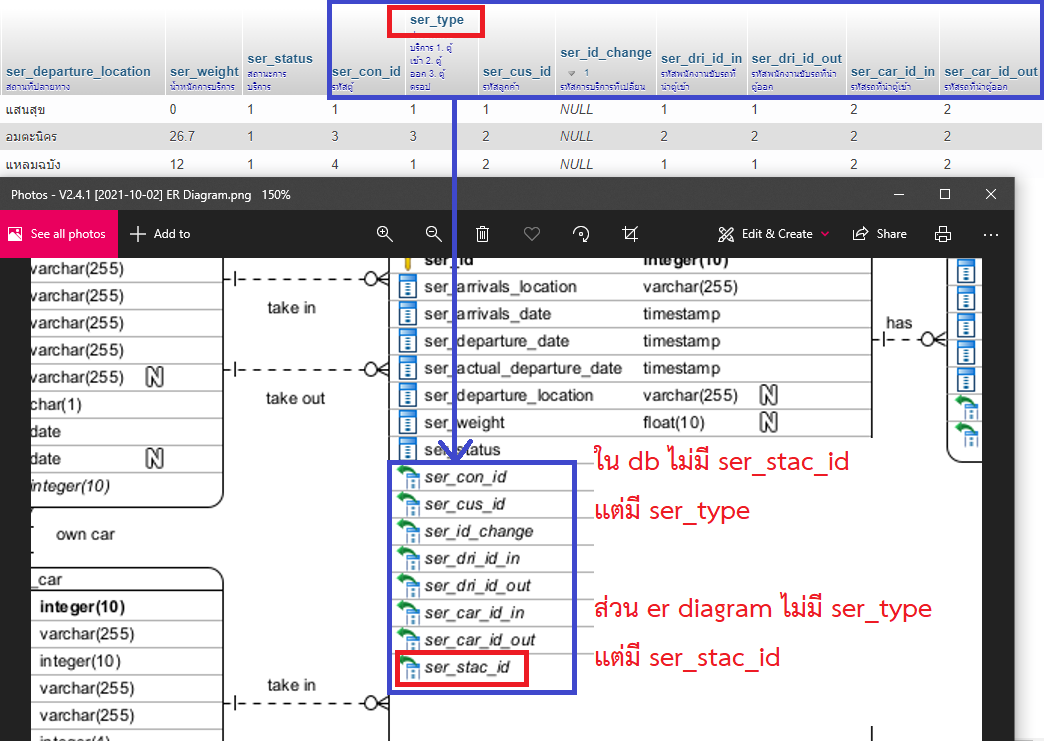 ser_departure_location
สถานที่ปลายทาง
ser_weight
น้ำหนักการบริการ
ser_status
สถานะการ
บริการ
ser_con_id
รหัสตู้
ser_type
บริการ 1. ตู้
เข้า 2. ตู้
ออก 3. ตู้
ดรอป
ser_cus_id
รหัสลูกค้า
ser_id_change
1
รหัสการบริการที่เปลี่ยน
ser_dri_id_in
รหัสพนักงานขับรถที่
นำตู้เข้า
ser_dri_id_out
รหัสพนักงานขับรถที่นำ
ตู้ออก
ser_car_id_in
รหัสรถที่นำตู้เข้า
ser_car_id_out
รหัสรถที่นำตู้ออก
แสนสุข 0 1 1 1 1 NULL 1 1 2 2
อมตะนิคร 26.7 1 3 3 2 NULL 2 2 2 2
แหลมฉบัง 12 1 4 1 2 NULL 1 1 2 2
Photos - V2.4.1 [2021-10-02] ER Diagram.png 150%
See all photos
Add to
Edit & Create
Share
varchar(255)
varchar(255)
varchar(255)
varchar(255)
varchar(255) N
char(1)
date
date N
integer(10)
take in
take out
own car
_car
integer(10)
varchar(255)
integer(10)
varchar(255)
varchar(255)
integer(4)
take in
ser_id integer(10)
ser_arrivals_location varchar(255)
ser_arrivals_date timestamp
ser_departure_date timestamp
ser_actual_departure_date timestamp
ser_departure_location varchar(255) N
ser_weight float(10) N
ser_status
ser_con_id
ser_cus_id
ser_id_change
ser_dri_id_in
ser_dri_id_out
ser_car_id_in
ser_car_id_out
ser_stac_id
has
ใน db ไม่มี ser_stac_id
แต่มี ser_type
ส่วน er diagram ไม่มี ser_type
แต่มี ser_stac_id